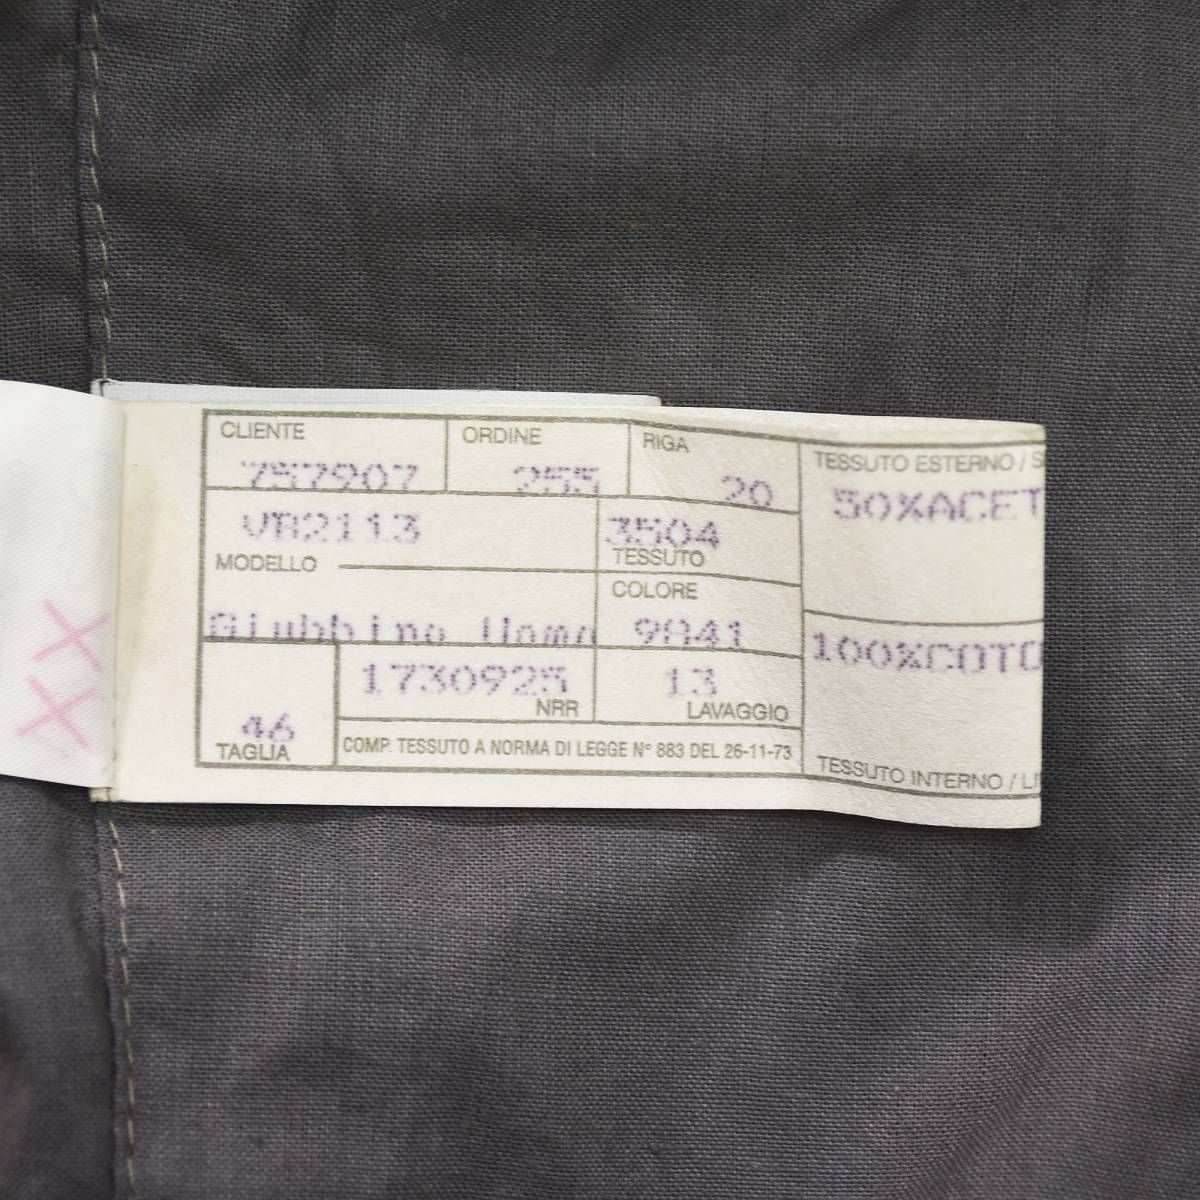 CLIENTE ORDINE RIGA
757907 255 20
VB2113 3504
MODELLO TESSUTO
COLORE
Giubbino Uomo 9841
1730925 13
NRR LAVAGGIO
46
TAGLIA
COMP. TESSUTO A NORMA DI LEGGE N° 883 DEL 26-11-73
TESSUTO ESTERNO / S
50%ACET
100%COTO
TESSUTO INTERNO / LI
XX